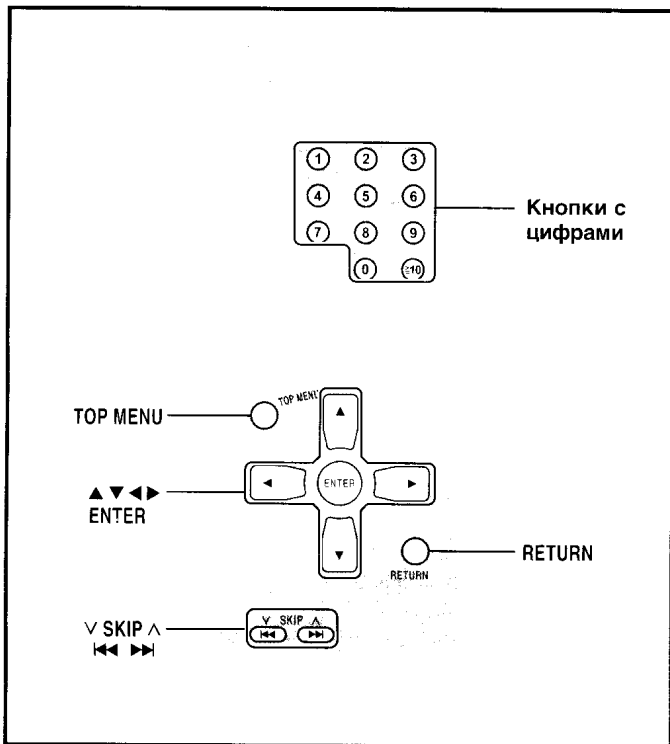 1 2 3
4 5 6
Кнопки с
цифрами
7 8 9
0 ≧10
TOP MENU
TOP MENU
▲
▲ ▼ ◀ ▶
ENTER
◀ ENTER ▶
▼
RETURN
RETURN
∨ SKIP ∧
⏮ ⏭
∨ SKIP ∧
⏮ ⏭